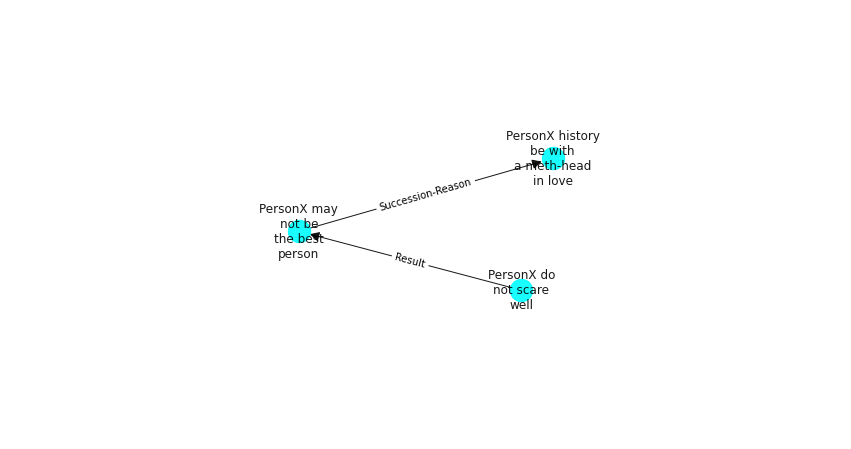 PersonX history
be with
a meth-head
in love
Succession-Reason
PersonX may
not be
the best
person
Result
PersonX do
not scare
well